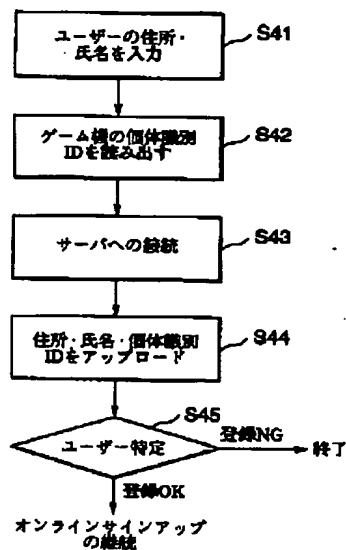 ユーザーの住所・
氏名を入力
S41
ゲーム機の個体識別
IDを読み出す
S42
サーバへの接続
S43
住所・氏名・個体識別
IDをアップロード
S44
S45
ユーザー特定
登録NG
終了
登録OK
オンラインサインアップ
の継続